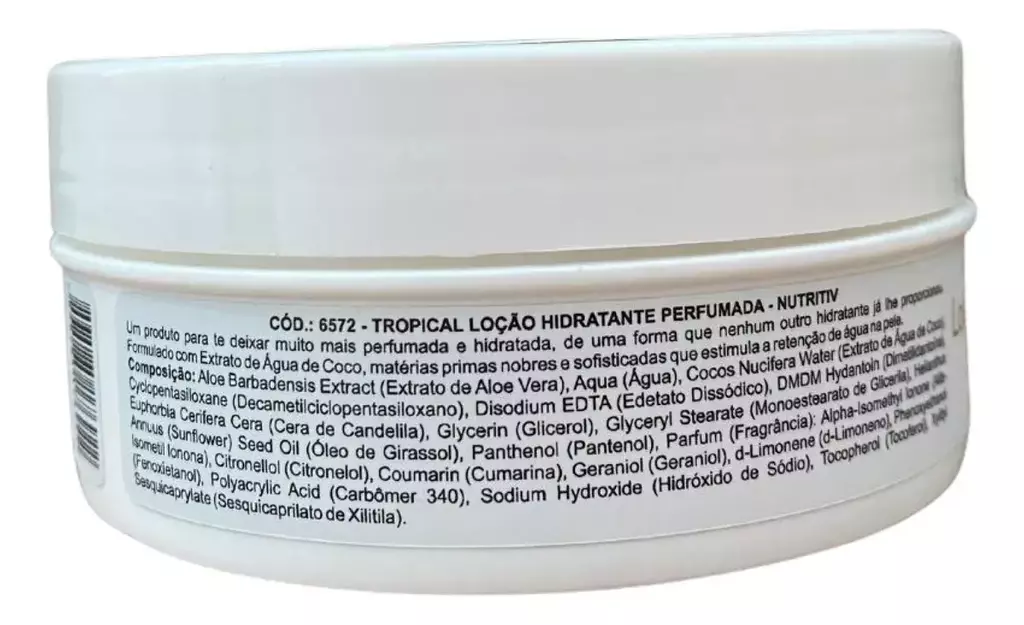 CÓD.: 6572 - TROPICAL LOÇÃO HIDRATANTE PERFUMADA - NUTRITIV
Um produto para te deixar muito mais perfumada e hidratada, de uma forma que nenhum outro hidratante já lhe proporcionou.
Formulado com Extrato de Água de Coco, matérias primas nobres e sofisticadas que estimula a retenção de água na pele.
Composição: Aloe Barbadensis Extract (Extrato de Aloe Vera), Aqua (Água), Cocos Nucifera Water (Extrato de Água de Coco),
Cyclopentasiloxane (Decametilciclopentasiloxano), Disodium EDTA (Edetato Dissódico), DMDM Hydantoin (Dimetilidantoína),
Euphorbia Cerifera Cera (Cera de Candelila), Glycerin (Glicerol), Glyceryl Stearate (Monoestearato de Glicerila), Helianthus
Annuus (Sunflower) Seed Oil (Óleo de Girassol), Panthenol (Pantenol), Parfum (Fragrância): Alpha-Isomethyl Ionone (Alfa-
Isometil Ionona), Citronellol (Citronelol), Coumarin (Cumarina), Geraniol (Geraniol), d-Limonene (d-Limoneno), Phenoxyethanol
(Fenoxietanol), Polyacrylic Acid (Carbômer 340), Sodium Hydroxide (Hidróxido de Sódio), Tocopherol (Tocoferol), Xylityl
Sesquicaprylate (Sesquicaprilato de Xilitila).